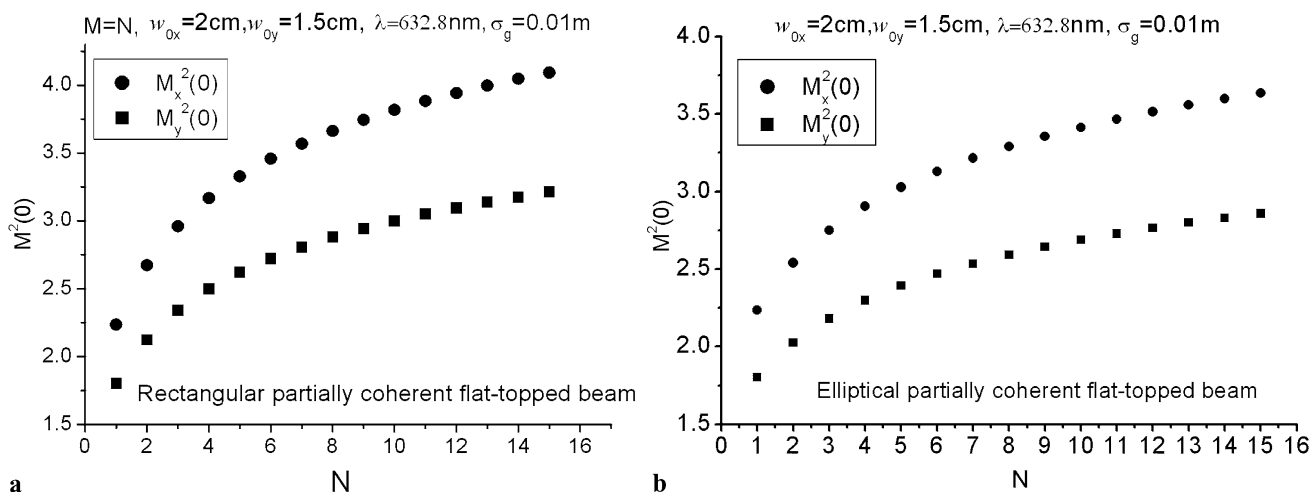 M=N, w₀ₓ=2cm,w₀ᵧ=1.5cm, λ=632.8nm, σg=0.01m
4.0
3.5
3.0
2.5
2.0
1.5
M²(0)
Mₓ²(0)
Mᵧ²(0)
Rectangular partially coherent flat-topped beam
0 2 4 6 8 10 12 14 16
N
a
w₀ₓ=2cm,w₀ᵧ=1.5cm, λ=632.8nm, σg=0.01m
4.0
3.5
3.0
2.5
2.0
1.5
M²(0)
Mₓ²(0)
Mᵧ²(0)
Elliptical partially coherent flat-topped beam
0 1 2 3 4 5 6 7 8 9 10 11 12 13 14 15 16
N
b